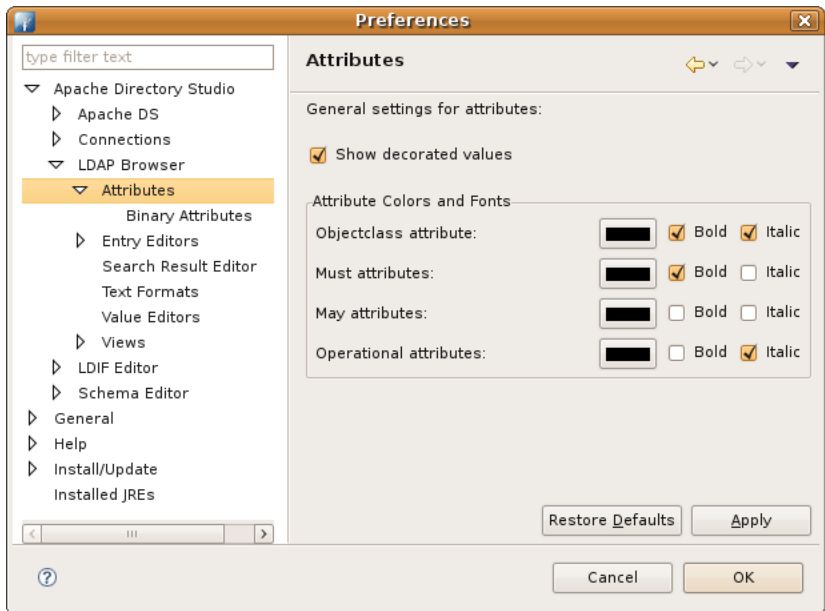 Preferences
type filter text
Apache Directory Studio
Apache DS
Connections
LDAP Browser
Attributes
Binary Attributes
Entry Editors
Search Result Editor
Text Formats
Value Editors
Views
LDIF Editor
Schema Editor
General
Help
Install/Update
Installed JREs
Attributes
General settings for attributes:
Show decorated values
Attribute Colors and Fonts
Objectclass attribute: Bold Italic
Must attributes: Bold Italic
May attributes: Bold Italic
Operational attributes: Bold Italic
Restore Defaults Apply
? Cancel OK